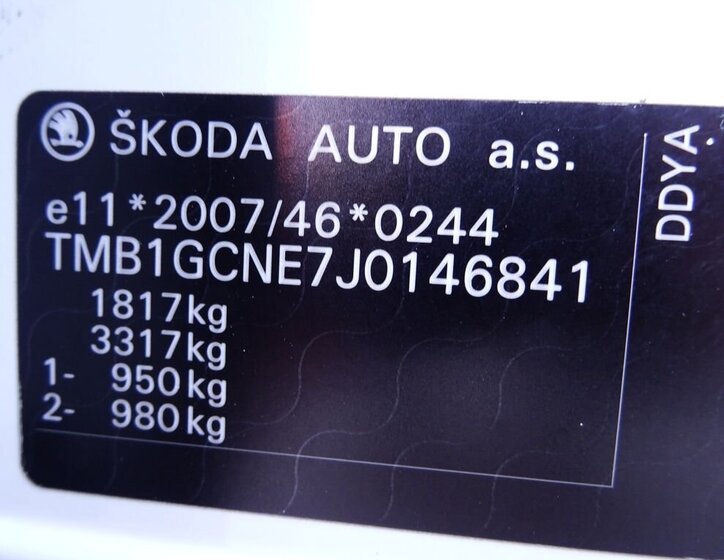 ŠKODA AUTO a.s.
e11*2007/46*0244
TMB1GCNE7J0146841
1817kg
3317kg
1- 950kg
2- 980kg
DDYA